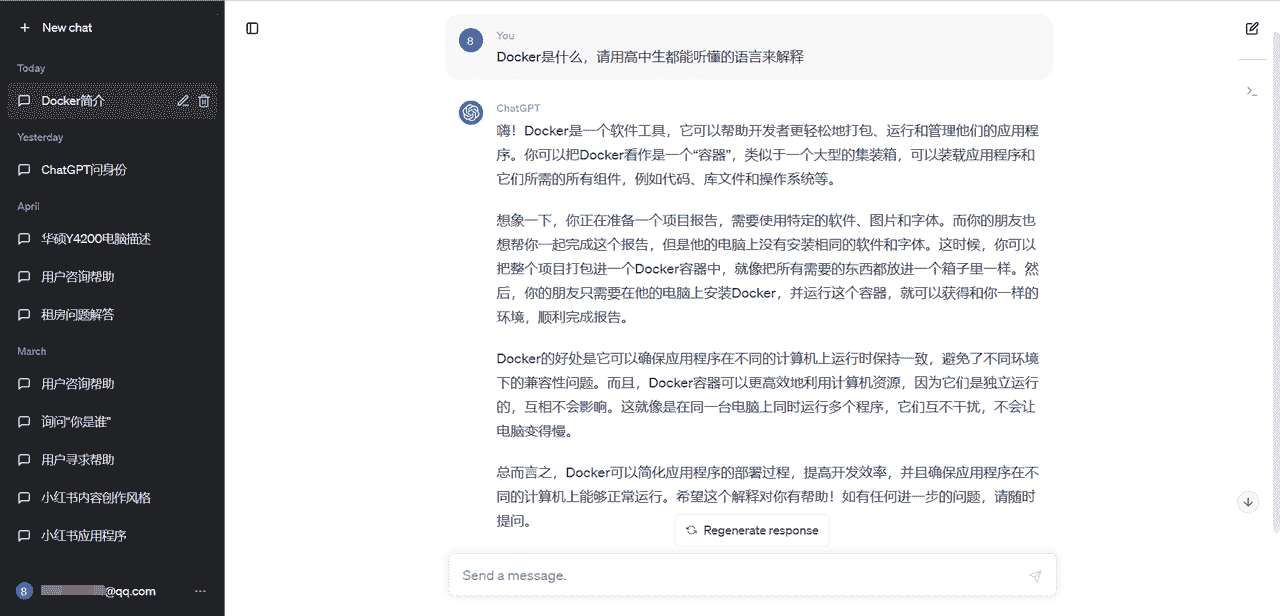 New chat
Today
Docker简介
Yesterday
ChatGPT问身份
April
华硕Y4200电脑描述
用户咨询帮助
租房问题解答
March
用户咨询帮助
询问“你是谁”
用户寻求帮助
小红书内容创作风格
小红书应用程序
8
@qq.com
8
You
Docker是什么，请用高中生都能听懂的语言来解释
ChatGPT
嗨！Docker是一个软件工具，它可以帮助开发者更轻松地打包、运行和管理他们的应用程
序。你可以把Docker看作是一个“容器”，类似于一个大型的集装箱，可以装载应用程序和
它们所需的所有组件，例如代码、库文件和操作系统等。
想象一下，你正在准备一个项目报告，需要使用特定的软件、图片和字体。而你的朋友也
想帮你一起完成这个报告，但是他的电脑上没有安装相同的软件和字体。这时候，你可以
把整个项目打包进一个Docker容器中，就像把所有需要的东西都放进一个箱子里一样。然
后，你的朋友只需要在他的电脑上安装Docker，并运行这个容器，就可以获得和你一样的
环境，顺利完成报告。
Docker的好处是它可以确保应用程序在不同的计算机上运行时保持一致，避免了不同环境
下的兼容性问题。而且，Docker容器可以更高效地利用计算机资源，因为它们是独立运行
的，互相不会影响。这就像是在同一台电脑上同时运行多个程序，它们互不干扰，不会让
电脑变得慢。
总而言之，Docker可以简化应用程序的部署过程，提高开发效率，并且确保应用程序在不
同的计算机上能够正常运行。希望这个解释对你有帮助！如有任何进一步的问题，请随时
提问。
Regenerate response
Send a message.